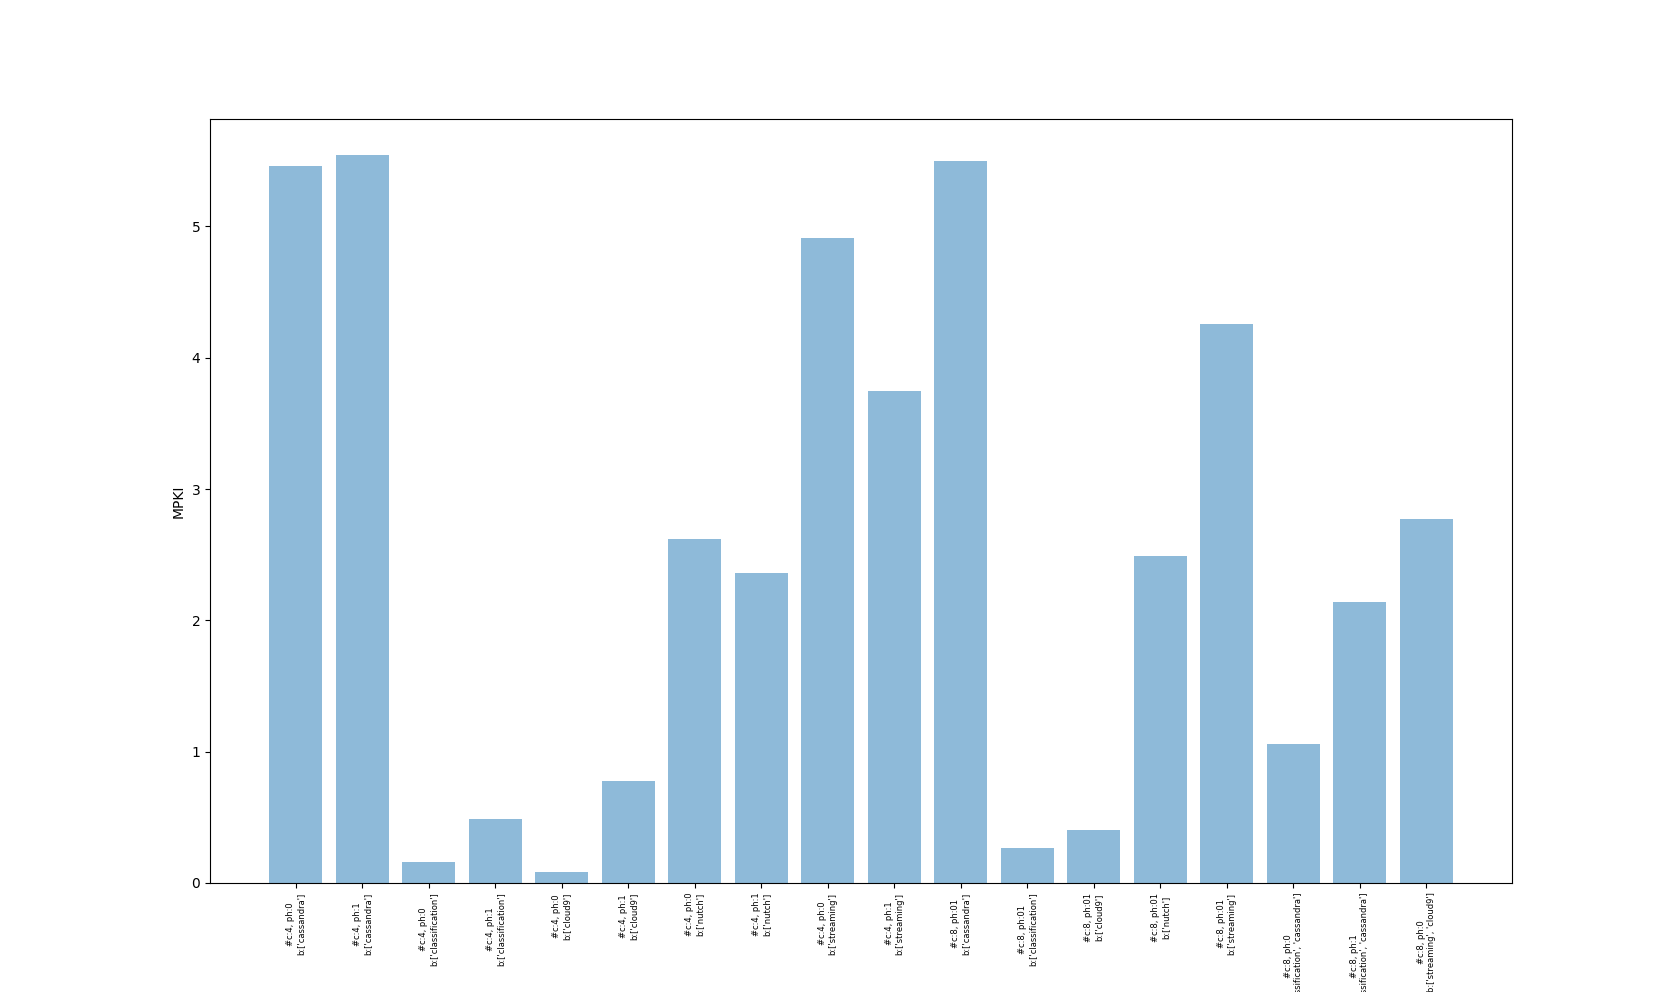 5
4
3
2
1
0
MPKI
#c:4, ph:0
b:['cassandra']
#c:4, ph:1
b:['cassandra']
#c:4, ph:0
b:['classification']
#c:4, ph:1
b:['classification']
#c:4, ph:0
b:['cloud9']
#c:4, ph:1
b:['cloud9']
#c:4, ph:0
b:['nutch']
#c:4, ph:1
b:['nutch']
#c:4, ph:0
b:['streaming']
#c:4, ph:1
b:['streaming']
#c:8, ph:01
b:['cassandra']
#c:8, ph:01
b:['classification']
#c:8, ph:01
b:['cloud9']
#c:8, ph:01
b:['nutch']
#c:8, ph:01
b:['streaming']
#c:8, ph:0
ssification', 'cassandra']
#c:8, ph:1
ssification', 'cassandra']
#c:8, ph:0
b:['streaming', 'cloud9']